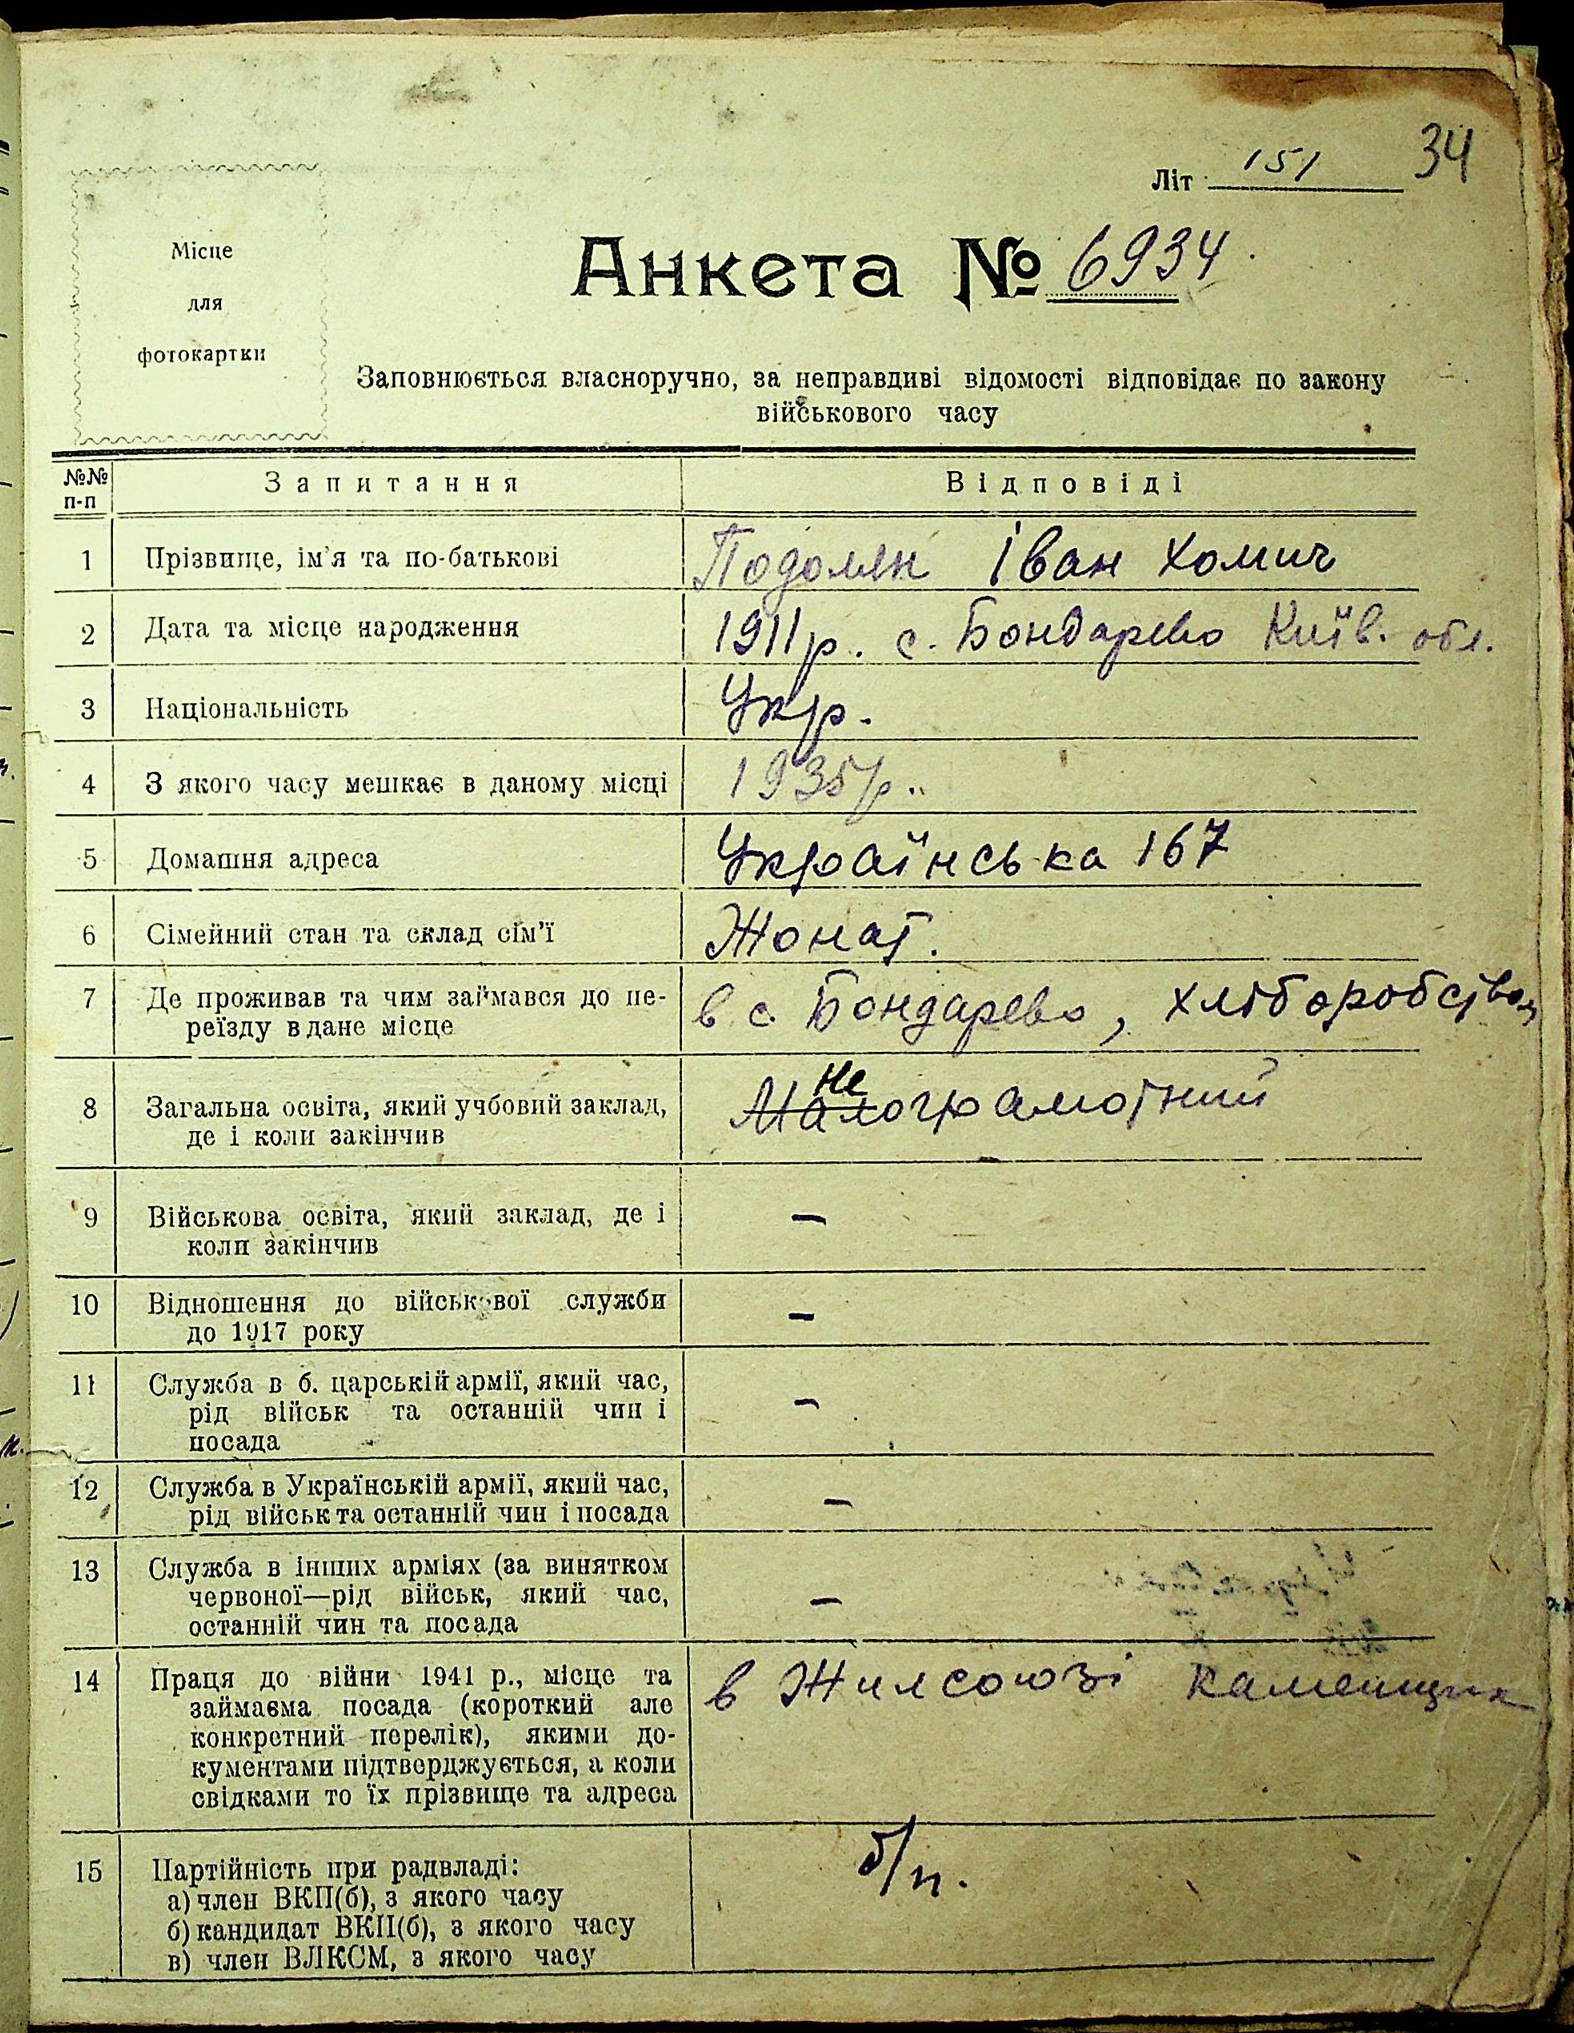 34
Літ 151
Місце
для
фотокартки
Анкета № 6934
Заповнюється власноручно, за неправдиві відомості відповідає по закону
військового часу
№№ п-п Запитання Відповіді
1 Прізвище, ім'я та по-батькові Подолян Іван Хомич
2 Дата та місце народження 1911 р. с. Бондарево Київ. обл.
3 Національність Укр.
4 З якого часу мешкає в даному місці 1935 р.
5 Домашня адреса Українська 167
6 Сімейний стан та склад сім'ї Жонат.
7 Де проживав та чим займався до пе-
реїзду в дане місце в с. Бондарево, хліборобством
8 Загальна освіта, який учбовий заклад,
де і коли закінчив Малограмотний Не
9 Військова освіта, який заклад, де і
коли закінчив –
10 Відношення до військової служби
до 1917 року –
11 Служба в б. царській армії, який час,
рід військ та останній чин і
посада –
12 Служба в Українській армії, який час,
рід військ та останній чин і посада –
13 Служба в інших арміях (за винятком
червоної—рід військ, який час,
останній чин та посада –
14 Праця до війни 1941 р., місце та
займаєма посада (короткий але
конкретний перелік), якими до-
кументами підтверджується, а коли
свідками то їх прізвище та адреса в Жилсоюзі каменщик
15 Партійність при радвладі:
а) член ВКП(б), з якого часу
б) кандидат ВКП(б), з якого часу
в) член ВЛКСМ, з якого часу б/п.